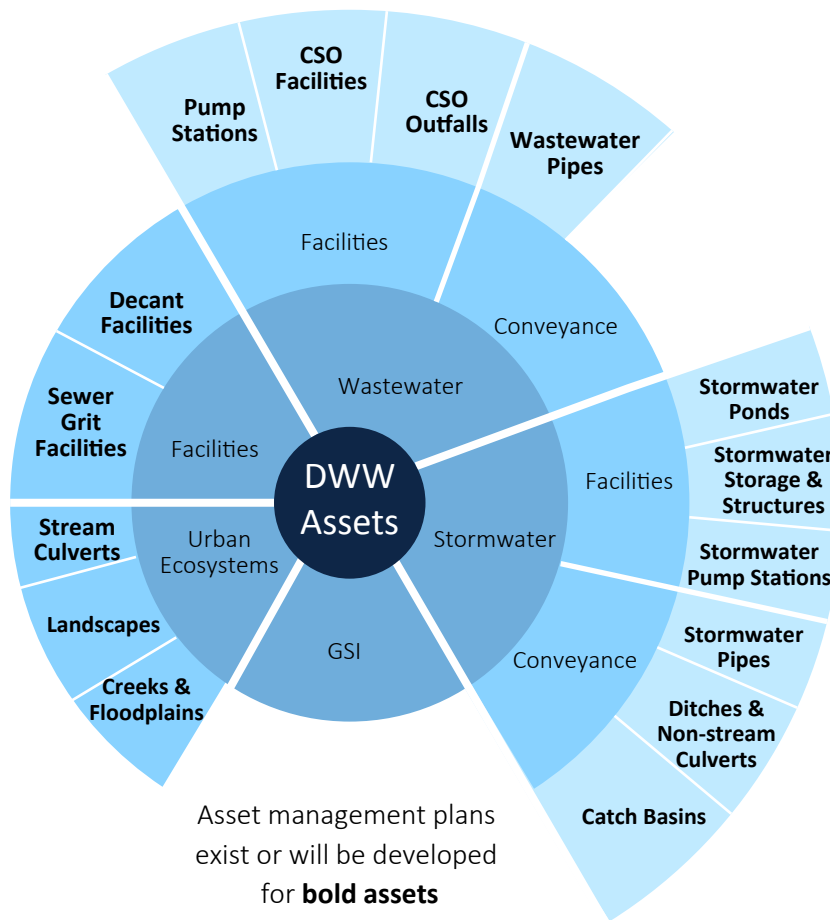 CSO
Facilities
CSO
Outfalls
Pump
Stations
Wastewater
Pipes
Facilities
Decant
Facilities
Conveyance
Wastewater
Sewer
Grit
Facilities
Facilities
DWW
Assets
Stormwater
Ponds
Facilities
Stormwater
Storage &
Structures
Stream
Culverts
Urban
Ecosystems
Stormwater
Stormwater
Pump Stations
Landscapes
GSI
Conveyance
Stormwater
Pipes
Creeks &
Floodplains
Ditches &
Non-stream
Culverts
Catch Basins
Asset management plans
exist or will be developed
for bold assets